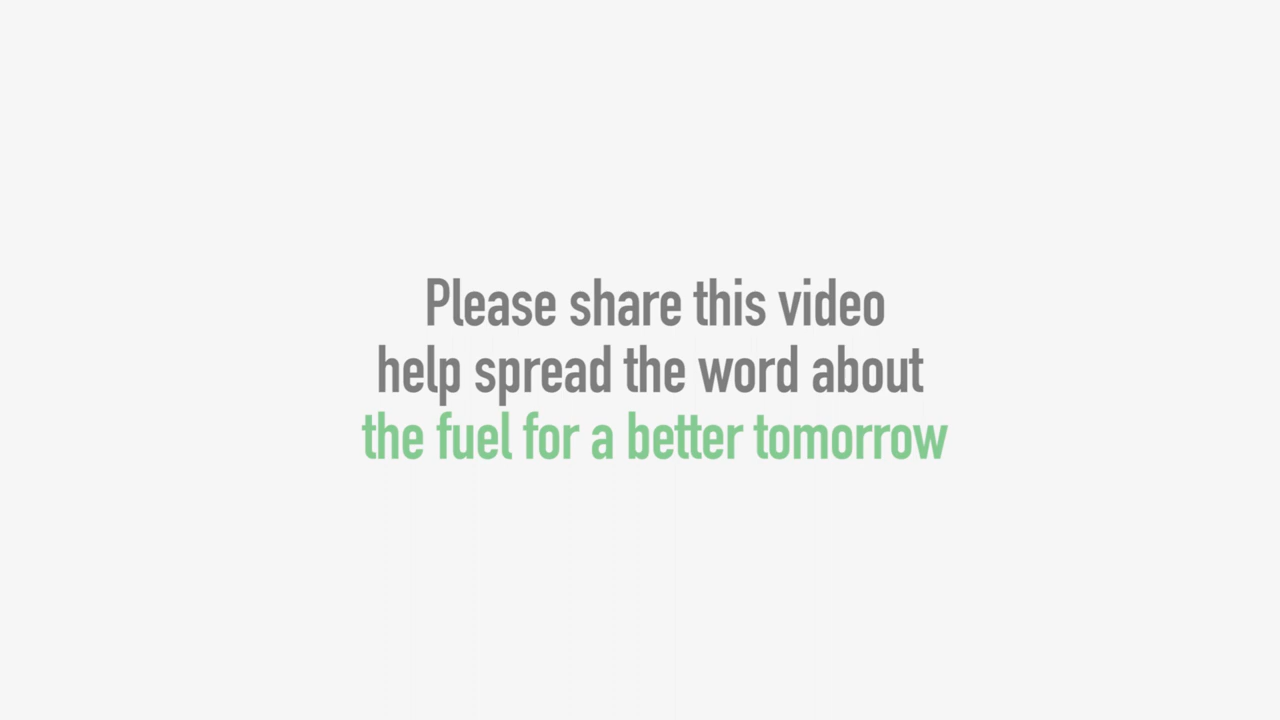 Please share this video
help spread the word about
the fuel for a better tomorrow